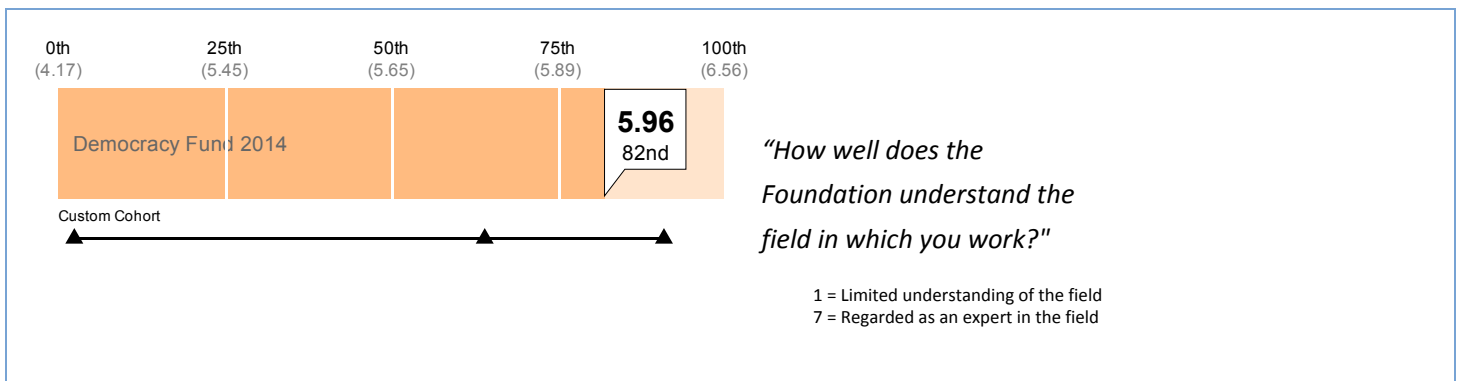 0th 25th 50th 75th 100th
(4.17) (5.45) (5.65) (5.89) (6.56)
Democracy Fund 2014
5.96
82nd
Custom Cohort
“How well does the
Foundation understand the
field in which you work?"
1 = Limited understanding of the field
7 = Regarded as an expert in the field